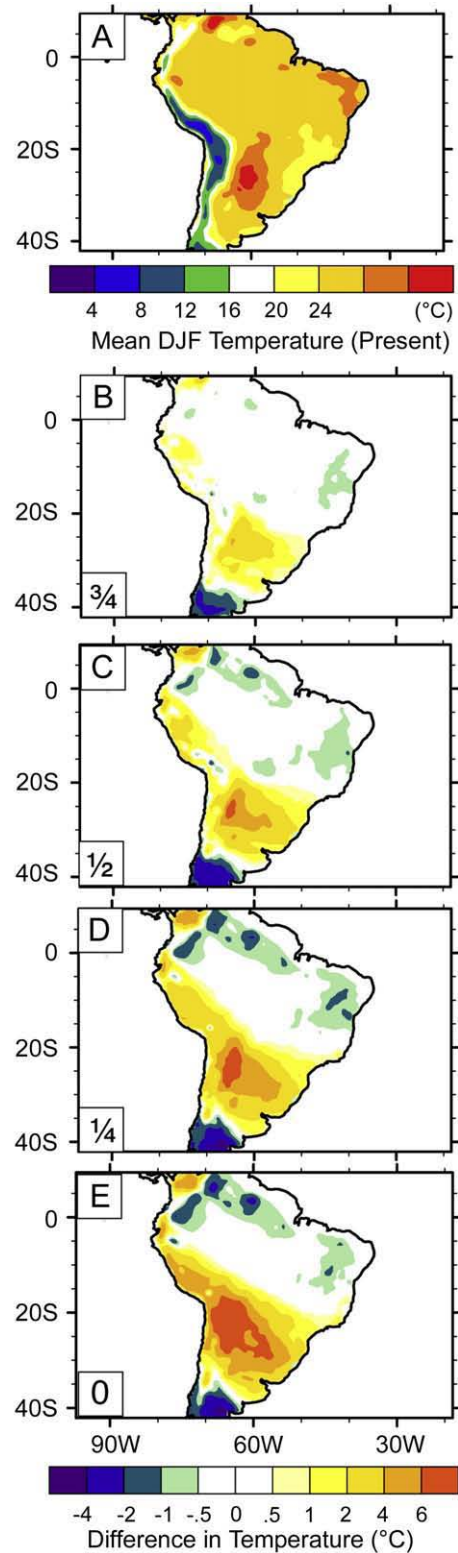 A
0
20S
40S
4 8 12 16 20 24 (°C)
Mean DJF Temperature (Present)
B
0
20S
40S
¾
C
0
20S
40S
½
D
0
20S
40S
¼
E
0
20S
40S
0
90W 60W 30W
-4 -2 -1 -.5 0 .5 1 2 4 6
Difference in Temperature (°C)